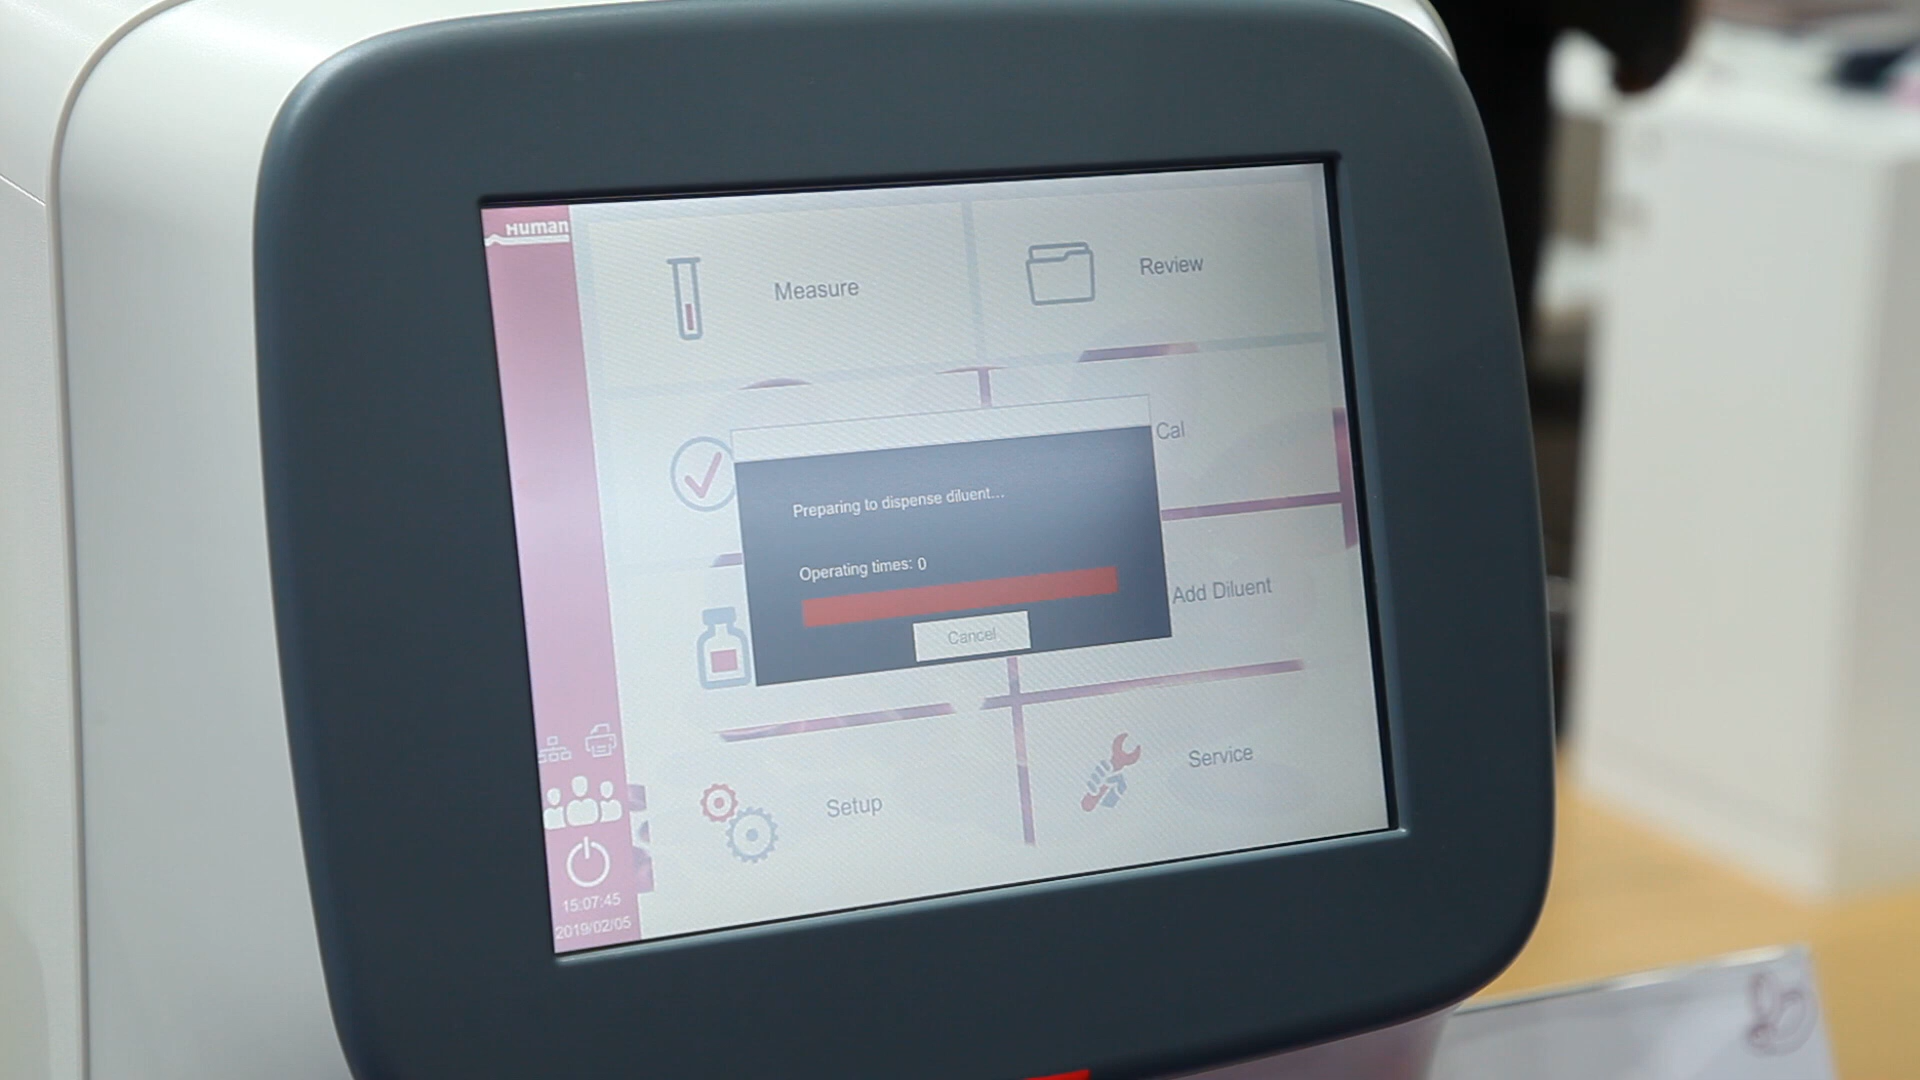 Human
Measure
Review
Cal
Preparing to dispense diluent...
Operating times: 0
Cancel
Add Diluent
Setup
Service
15:07:45
2019/02/05